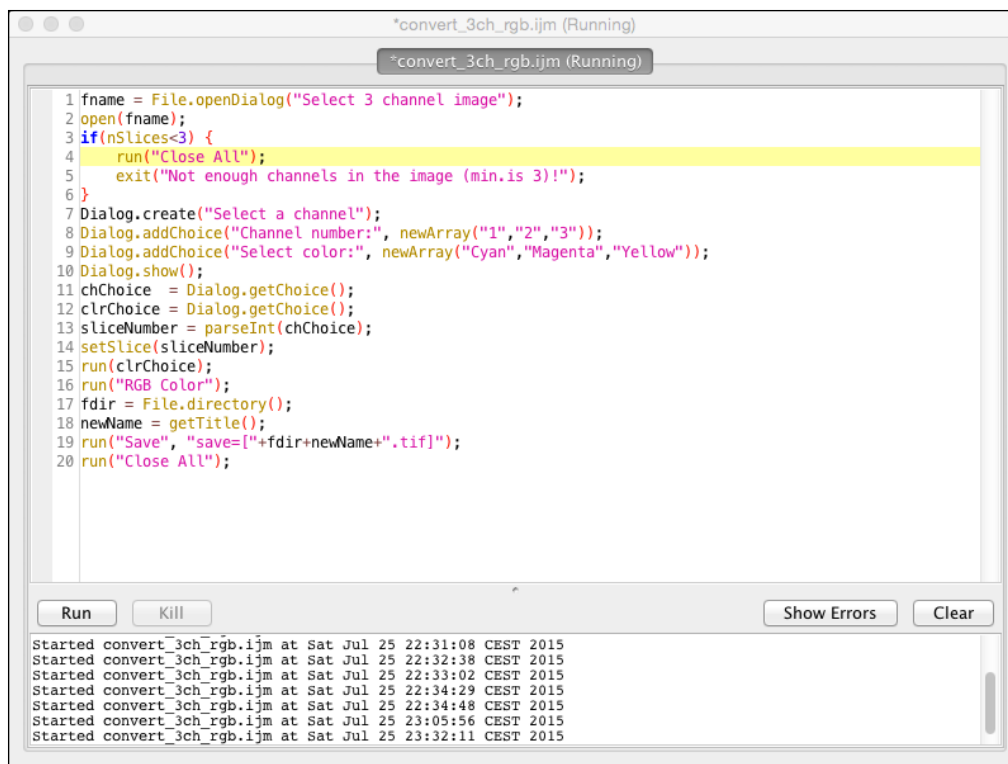 *convert_3ch_rgb.ijm (Running)
*convert_3ch_rgb.ijm (Running)
1 fname = File.openDialog("Select 3 channel image");
2 open(fname);
3 if(nSlices<3) {
4     run("Close All");
5     exit("Not enough channels in the image (min.is 3)!");
6 }
7 Dialog.create("Select a channel");
8 Dialog.addChoice("Channel number:", newArray("1","2","3"));
9 Dialog.addChoice("Select color:", newArray("Cyan","Magenta","Yellow"));
10 Dialog.show();
11 chChoice  = Dialog.getChoice();
12 clrChoice = Dialog.getChoice();
13 sliceNumber = parseInt(chChoice);
14 setSlice(sliceNumber);
15 run(clrChoice);
16 run("RGB Color");
17 fdir = File.directory();
18 newName = getTitle();
19 run("Save", "save=["+fdir+newName+".tif]");
20 run("Close All");
Run Kill Show Errors Clear
Started convert_3ch_rgb.ijm at Sat Jul 25 22:31:08 CEST 2015
Started convert_3ch_rgb.ijm at Sat Jul 25 22:32:38 CEST 2015
Started convert_3ch_rgb.ijm at Sat Jul 25 22:33:02 CEST 2015
Started convert_3ch_rgb.ijm at Sat Jul 25 22:34:29 CEST 2015
Started convert_3ch_rgb.ijm at Sat Jul 25 22:34:48 CEST 2015
Started convert_3ch_rgb.ijm at Sat Jul 25 23:05:56 CEST 2015
Started convert_3ch_rgb.ijm at Sat Jul 25 23:32:11 CEST 2015